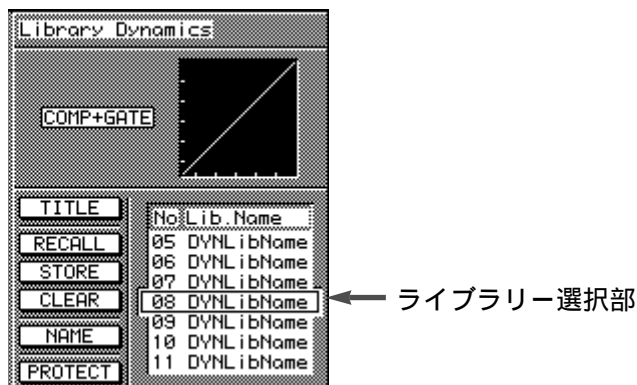 Library Dynamics
COMP+GATE
TITLE
RECALL
STORE
CLEAR
NAME
PROTECT
No Lib.Name
05 DYNLibName
06 DYNLibName
07 DYNLibName
08 DYNLibName
09 DYNLibName
10 DYNLibName
11 DYNLibName
ライブラリー選択部